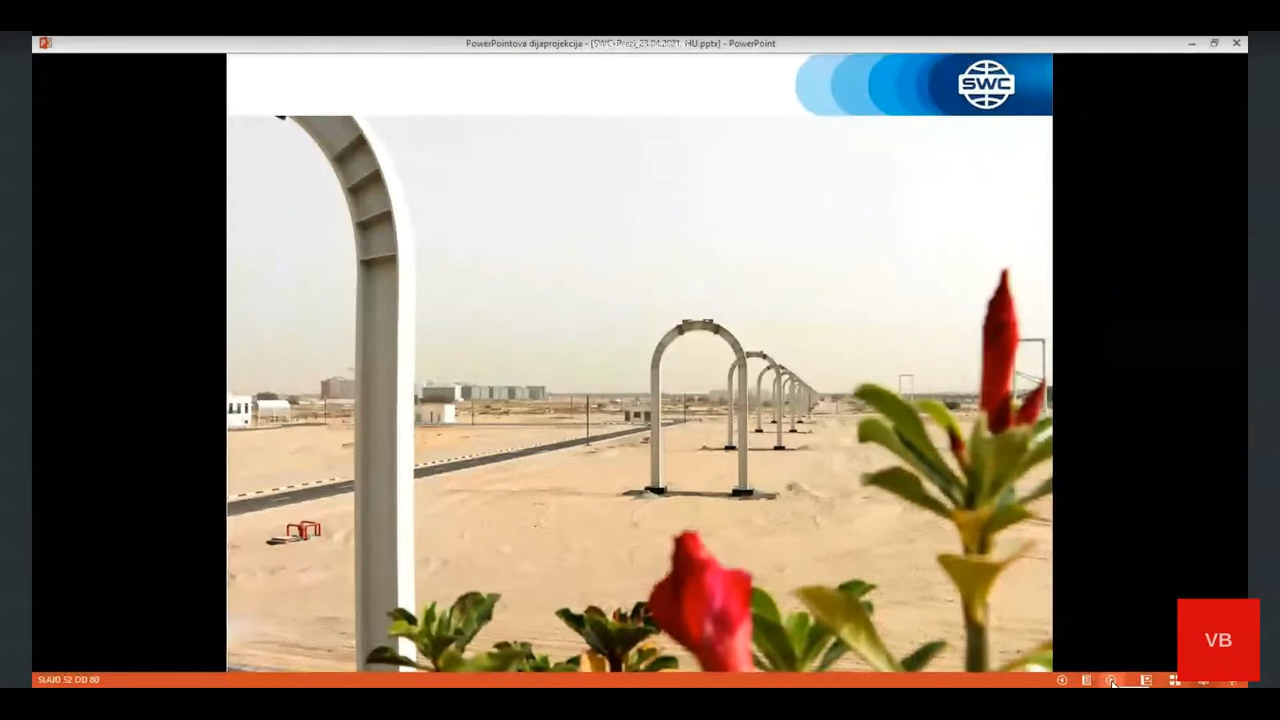 PowerPointova dijaprojekcija - [SWC-Prezi_23.04.2021_HU.pptx] - PowerPoint
SWC
SLAJD 52 OD 80
VB